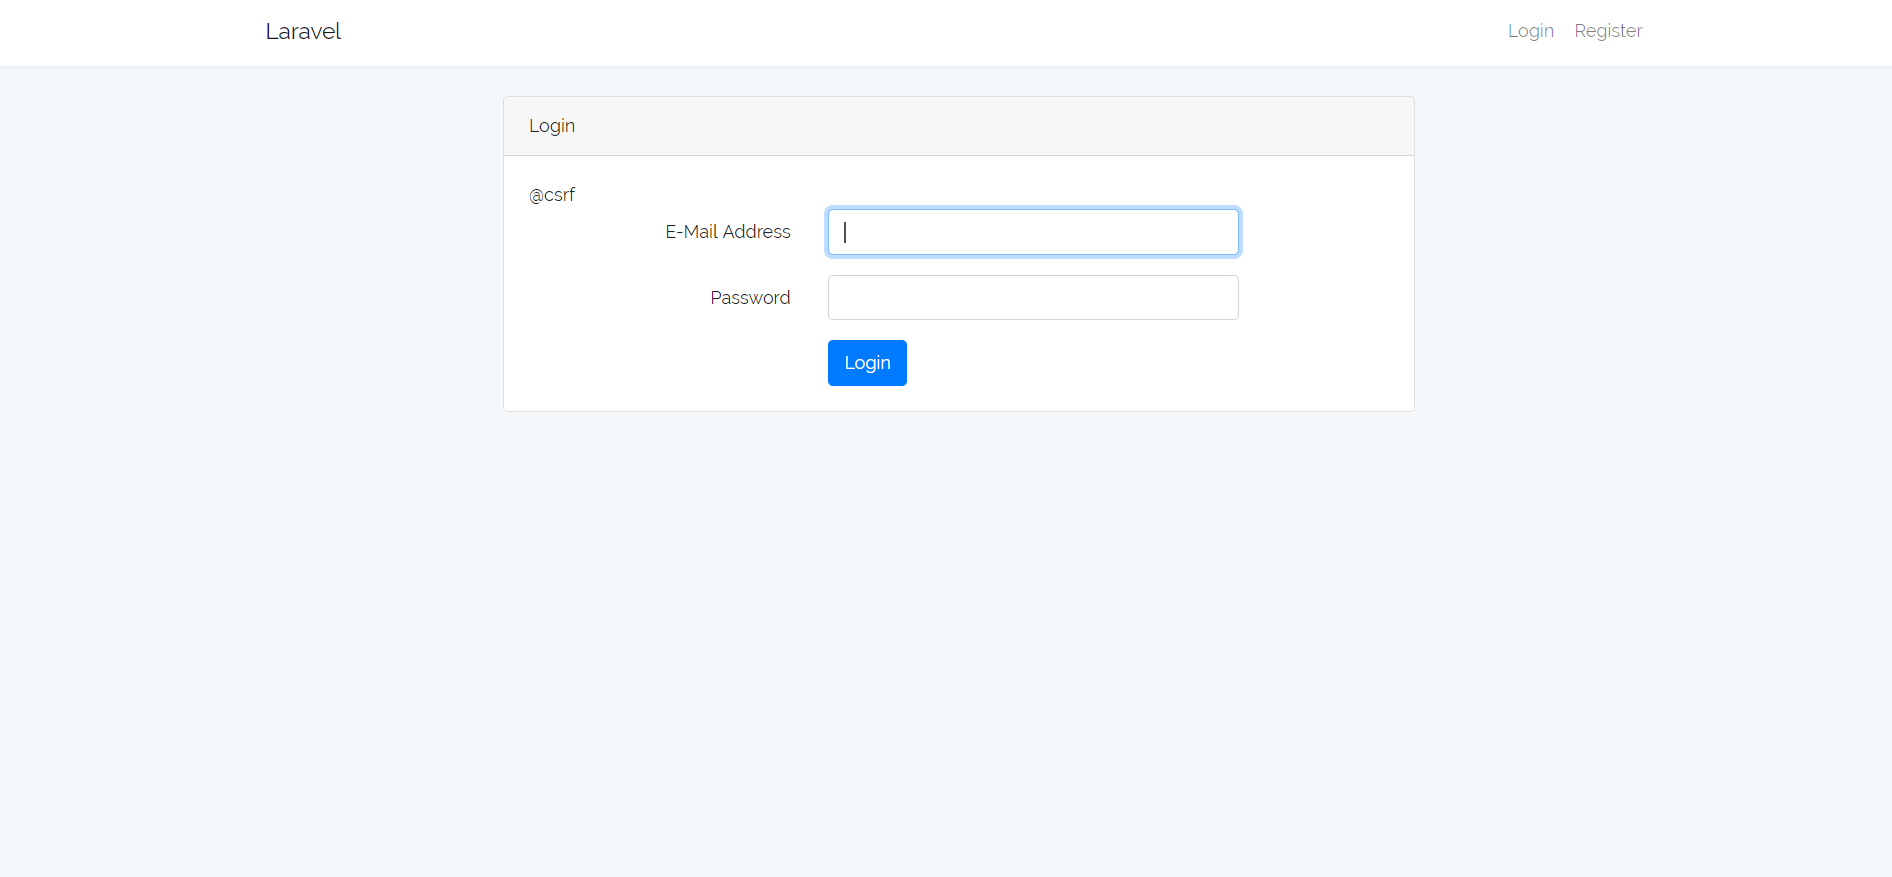 Laravel
Login Register
Login
@csrf
E-Mail Address
Password
Login